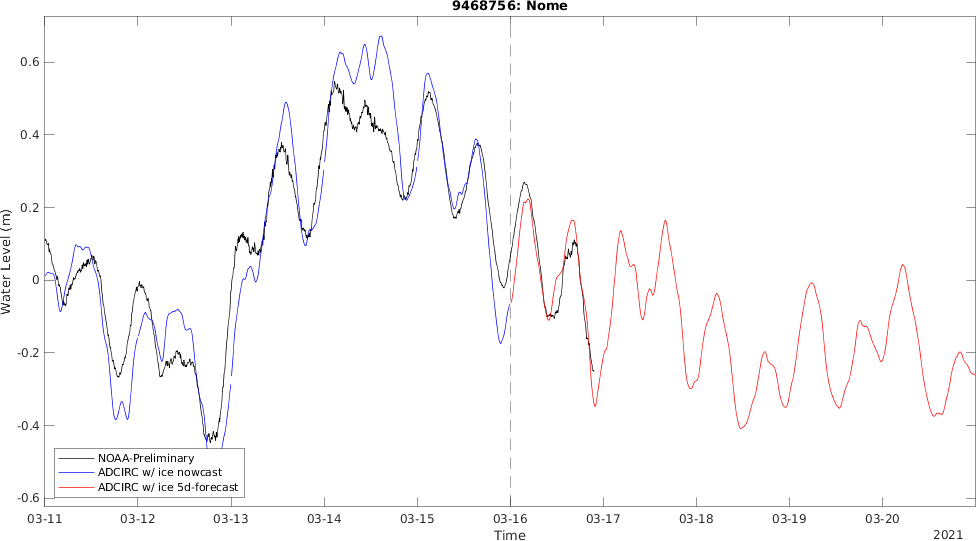 9468756: Nome
Water Level (m)
0.6
0.4
0.2
0
-0.2
-0.4
-0.6
NOAA-Preliminary
ADCIRC w/ ice nowcast
ADCIRC w/ ice 5d-forecast
03-11 03-12 03-13 03-14 03-15 03-16 03-17 03-18 03-19 03-20
Time
2021